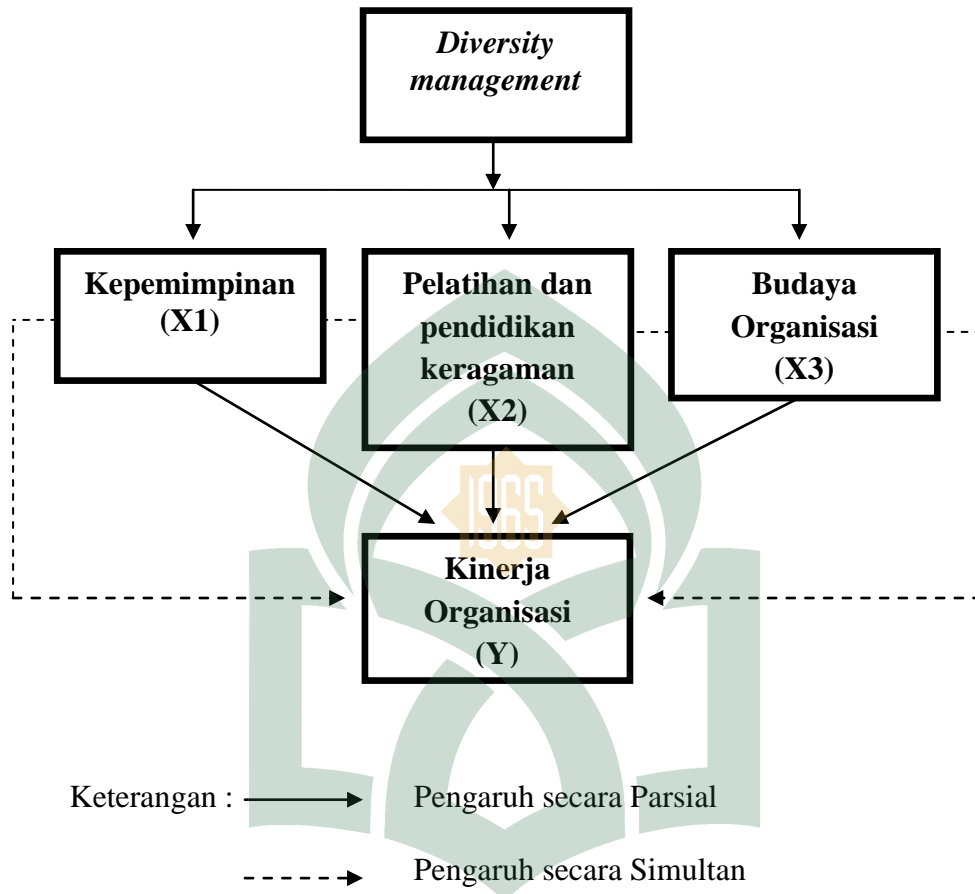 Diversity
management
Kepemimpinan
(X1)
Pelatihan dan
pendidikan
keragaman
(X2)
Budaya
Organisasi
(X3)
1965
Kinerja
Organisasi
(Y)
Keterangan :
Pengaruh secara Parsial
Pengaruh secara Simultan